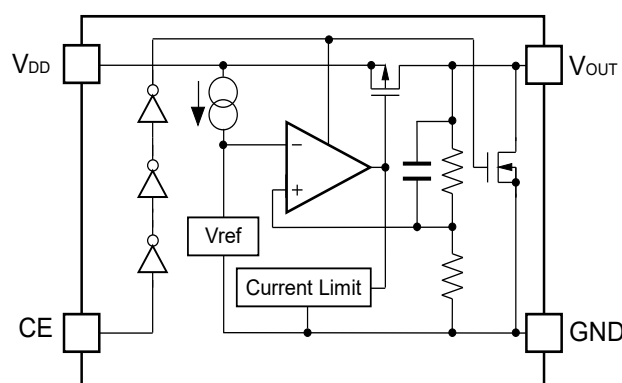 VDD
VOUT
−
+
Vref
Current Limit
CE
GND